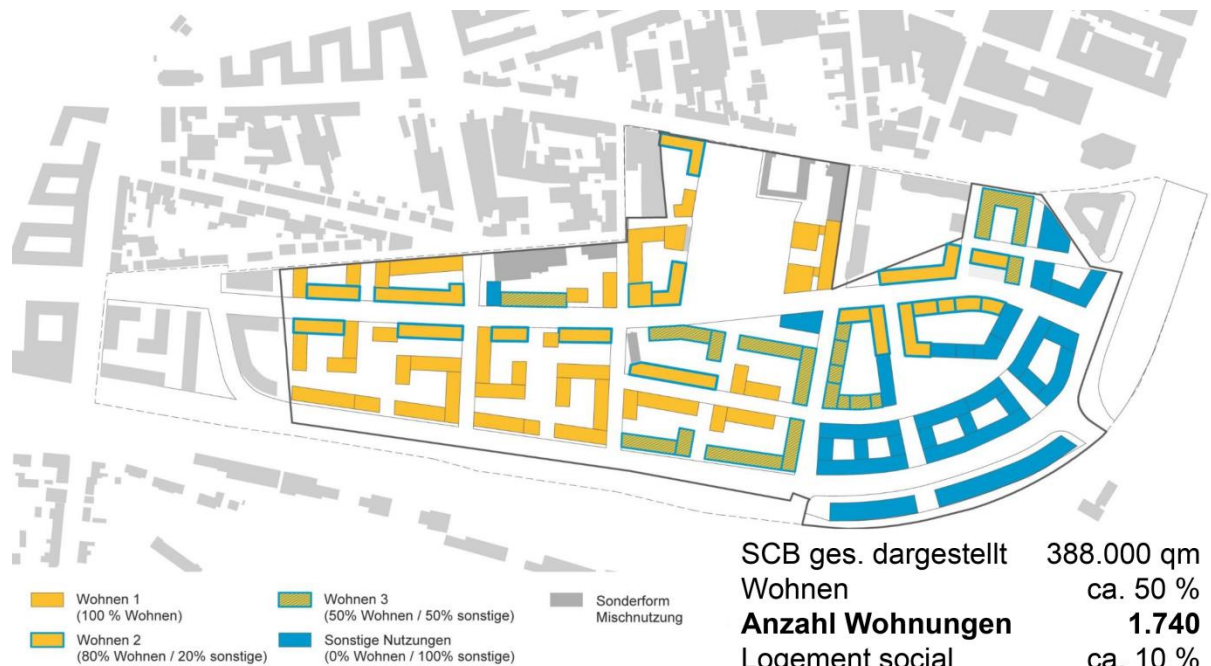 SCB ges. dargestellt 388.000 qm
Wohnen ca. 50 %
Anzahl Wohnungen 1.740
Logement social ca. 10 %
Wohnen 1
(100 % Wohnen)
Wohnen 2
(80% Wohnen / 20% sonstige)
Wohnen 3
(50% Wohnen / 50% sonstige)
Sonstige Nutzungen
(0% Wohnen / 100% sonstige)
Sonderform
Mischnutzung